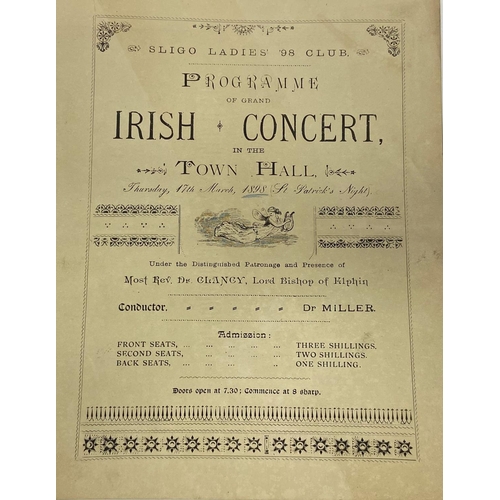 SLIGO LADIES' '98 CLUB.
PROGRAMME
OF GRAND
IRISH CONCERT,
IN THE
TOWN HALL,
Thursday, 17th March, 1898 (St. Patrick's Night).
Under the Distinguished Patronage and Presence of
MOST REV. DR. CLANCY, LORD BISHOP OF ELPHIN
Conductor, - - - - - DR MILLER.
Admission:
FRONT SEATS, ... ... ... ... THREE SHILLINGS.
SECOND SEATS, ... ... ... ... TWO SHILLINGS.
BACK SEATS, ... ... ... ... ONE SHILLING.
Doors open at 7.30; Commence at 8 sharp.